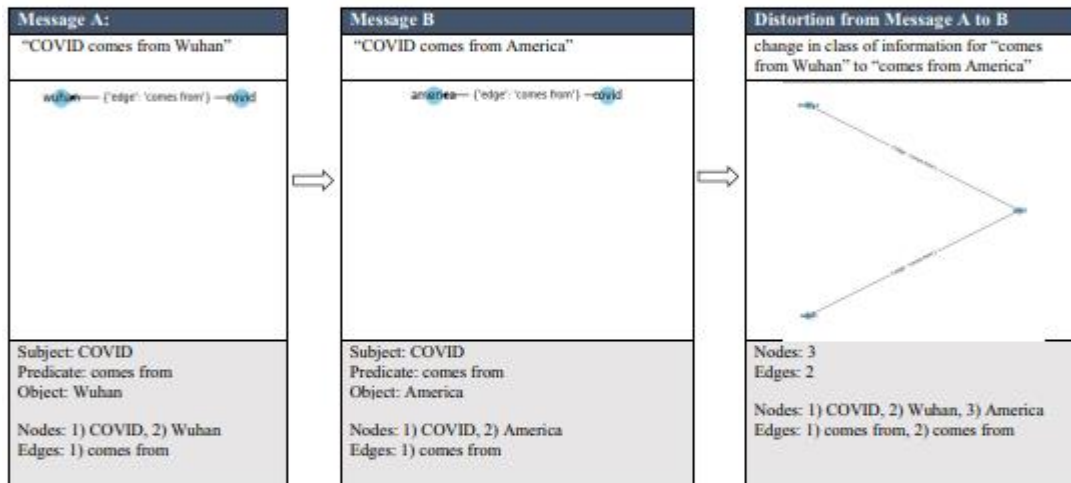 Message A:
"COVID comes from Wuhan"
wuhan {'edge': 'comes from'} covid
Subject: COVID
Predicate: comes from
Object: Wuhan
Nodes: 1) COVID, 2) Wuhan
Edges: 1) comes from
Message B
"COVID comes from America"
america {'edge': 'comes from'} covid
Subject: COVID
Predicate: comes from
Object: America
Nodes: 1) COVID, 2) America
Edges: 1) comes from
Distortion from Message A to B
change in class of information for "comes
from Wuhan" to "comes from America"
Nodes: 3
Edges: 2
Nodes: 1) COVID, 2) Wuhan, 3) America
Edges: 1) comes from, 2) comes from